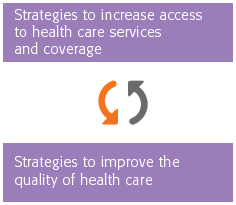 Strategies to increase access
to health care services
and coverage
Strategies to improve the
quality of health care